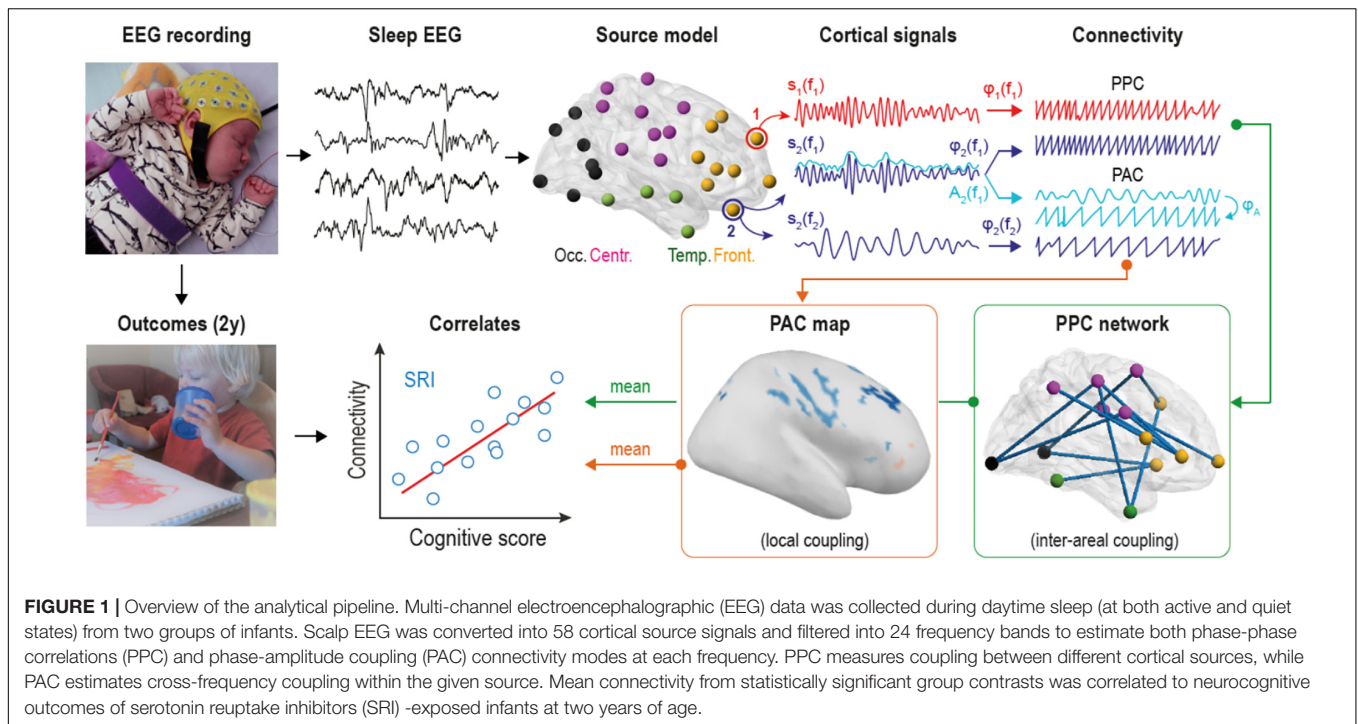 EEG recording
Sleep EEG
Source model
Cortical signals
Connectivity
s₁(f₁)
φ₁(f₁)
PPC
1
s₂(f₁)
φ₂(f₁)
A₂(f₁)
PAC
φ_A
2
s₂(f₂)
φ₂(f₂)
Occ. Centr. Temp. Front.
Outcomes (2y)
Correlates
PAC map
PPC network
SRI
Connectivity
Cognitive score
mean
mean
(local coupling)
(inter-areal coupling)
FIGURE 1 | Overview of the analytical pipeline. Multi-channel electroencephalographic (EEG) data was collected during daytime sleep (at both active and quiet
states) from two groups of infants. Scalp EEG was converted into 58 cortical source signals and filtered into 24 frequency bands to estimate both phase-phase
correlations (PPC) and phase-amplitude coupling (PAC) connectivity modes at each frequency. PPC measures coupling between different cortical sources, while
PAC estimates cross-frequency coupling within the given source. Mean connectivity from statistically significant group contrasts was correlated to neurocognitive
outcomes of serotonin reuptake inhibitors (SRI) -exposed infants at two years of age.